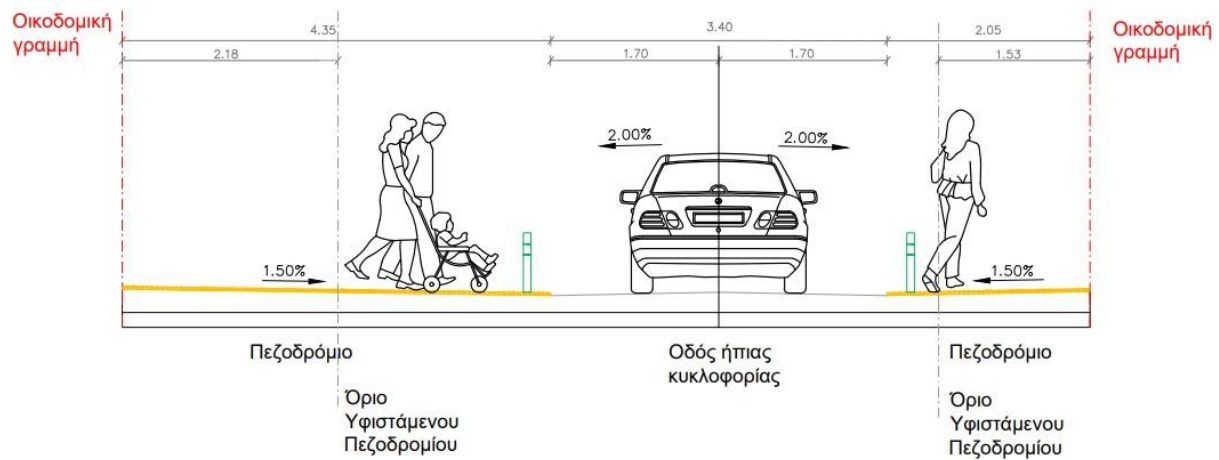 Οικοδομική
γραμμή
4.35
3.40
2.05
Οικοδομική
γραμμή
2.18
1.70
1.70
1.53
2.00%
2.00%
1.50%
1.50%
Πεζοδρόμιο
Οδός ήπιας
κυκλοφορίας
Πεζοδρόμιο
Όριο
Υφιστάμενου
Πεζοδρομίου
Όριο
Υφιστάμενου
Πεζοδρομίου